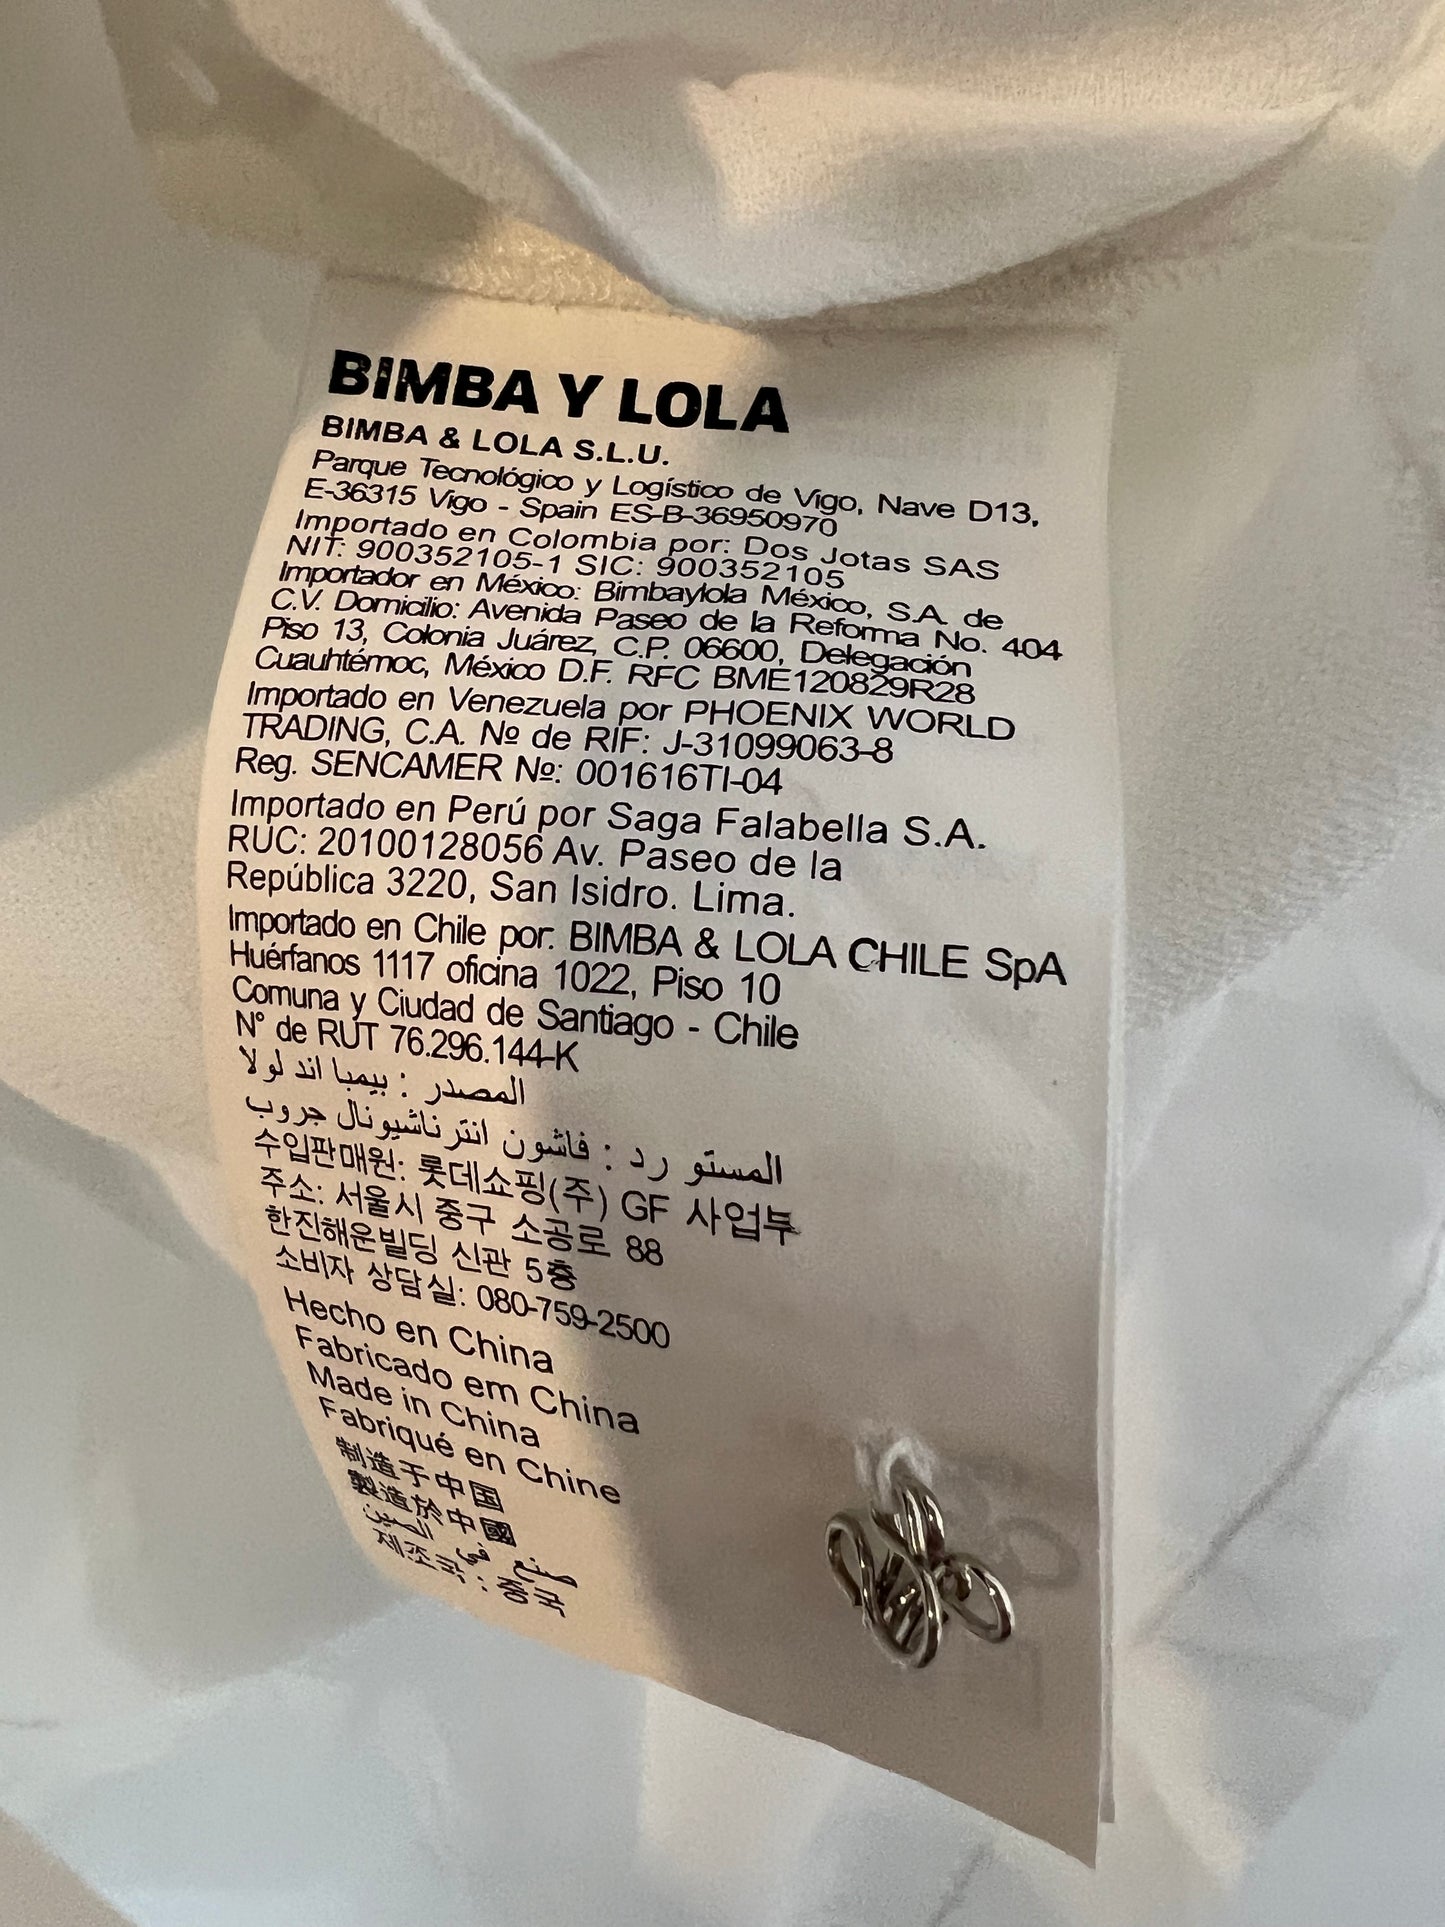 BIMBA Y LOLA
BIMBA & LOLA S.L.U.
Parque Tecnológico y Logístico de Vigo, Nave D13,
E-36315 Vigo - Spain ES-B-36950970
Importado en Colombia por: Dos Jotas SAS
NIT: 900352105-1 SIC: 900352105
Importador en México: Bimbaylola México, S.A. de
C.V. Domicilio: Avenida Paseo de la Reforma No. 404
Piso 13, Colonia Juárez, C.P. 06600, Delegación
Cuauhtémoc, México D.F. RFC BME120829R28
Importado en Venezuela por PHOENIX WORLD
TRADING, C.A. Nº de RIF: J-31099063-8
Reg. SENCAMER Nº: 001616TI-04
Importado en Perú por Saga Falabella S.A.
RUC: 20100128056 Av. Paseo de la
República 3220, San Isidro. Lima.
Importado en Chile por: BIMBA & LOLA CHILE SpA
Huérfanos 1117 oficina 1022, Piso 10
Comuna y Ciudad de Santiago - Chile
N° de RUT 76.296.144-K
المصدر : بيمبا اند لولا
المستو رد : فاشون انترناشيونال جروب
수입판매원: 롯데쇼핑(주) GF 사업부
주소: 서울시 중구 소공로 88
한진해운빌딩 신관 5층
소비자 상담실: 080-759-2500
Hecho en China
Fabricado em China
Made in China
Fabriqué en Chine
制造于中国
製造於中國
صنع في الصين
제조국 : 중국